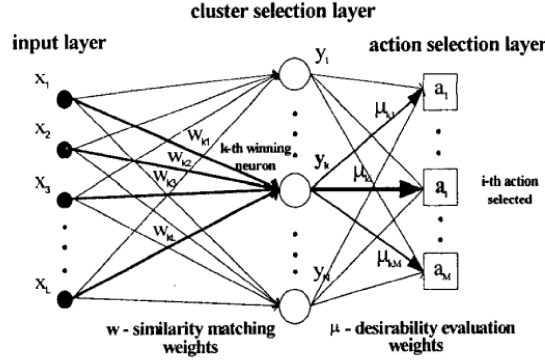 cluster selection layer
input layer
action selection layer
x1
x2
x3
xL
wk1
wk2
wk3
wkL
k-th winning
neuron
y1
yk
yN
μk1
μki
μkM
a1
ai
aM
i-th action
selected
w - similarity matching
weights
μ - desirability evaluation
weights